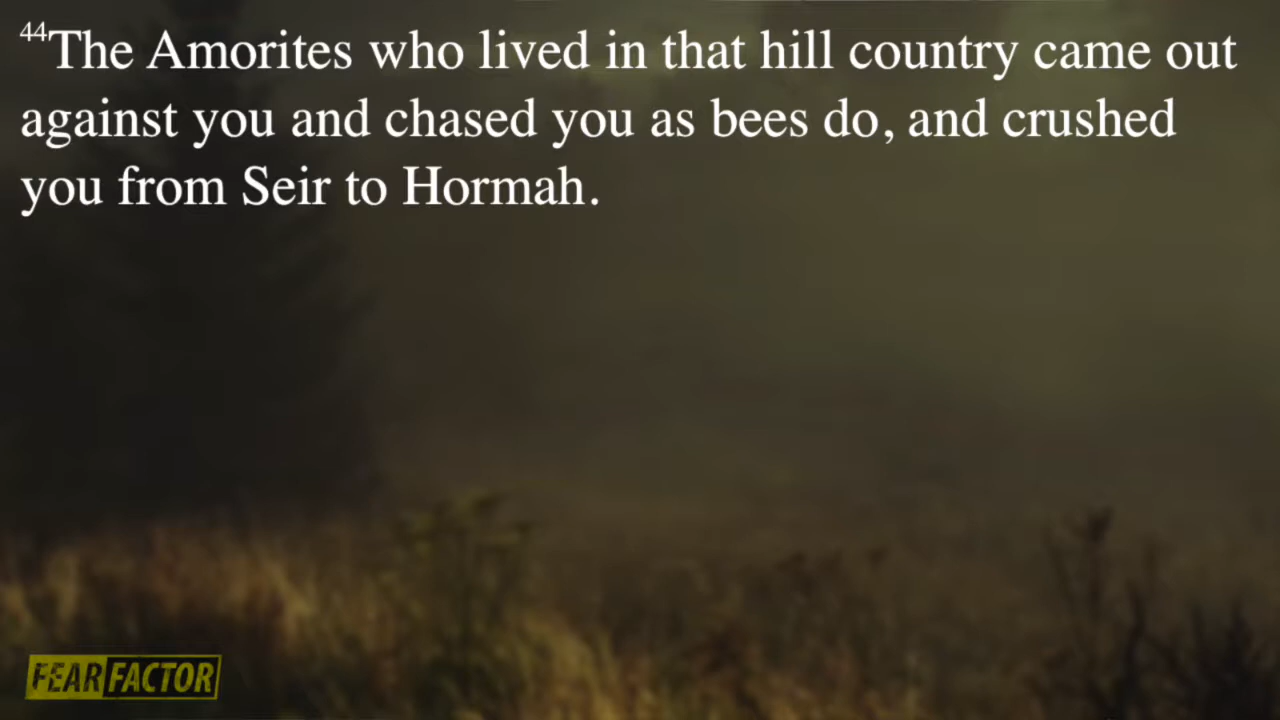 44The Amorites who lived in that hill country came out
against you and chased you as bees do, and crushed
you from Seir to Hormah.
FEAR FACTOR